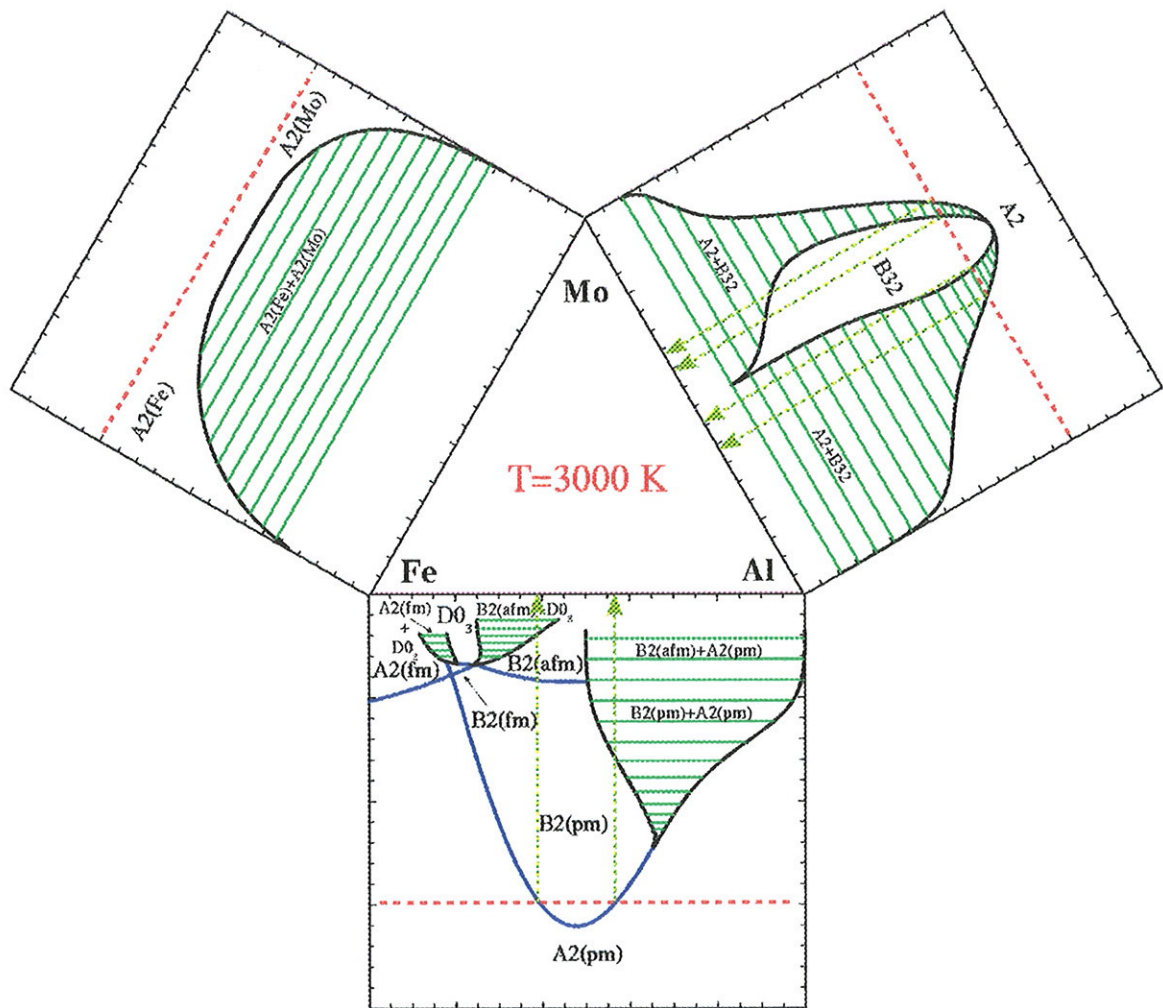 A2(Mo)
A2(Fe)+A2(Mo)
A2(Fe)
A2
A2+B32
B32
A2+B32
Mo
T=3000 K
Fe
Al
A2(fm)
+
D0₃
D0₃
B2(afm)+D0₃
A2(fm)
B2(afm)
B2(fm)
B2(afm)+A2(pm)
B2(pm)+A2(pm)
B2(pm)
A2(pm)